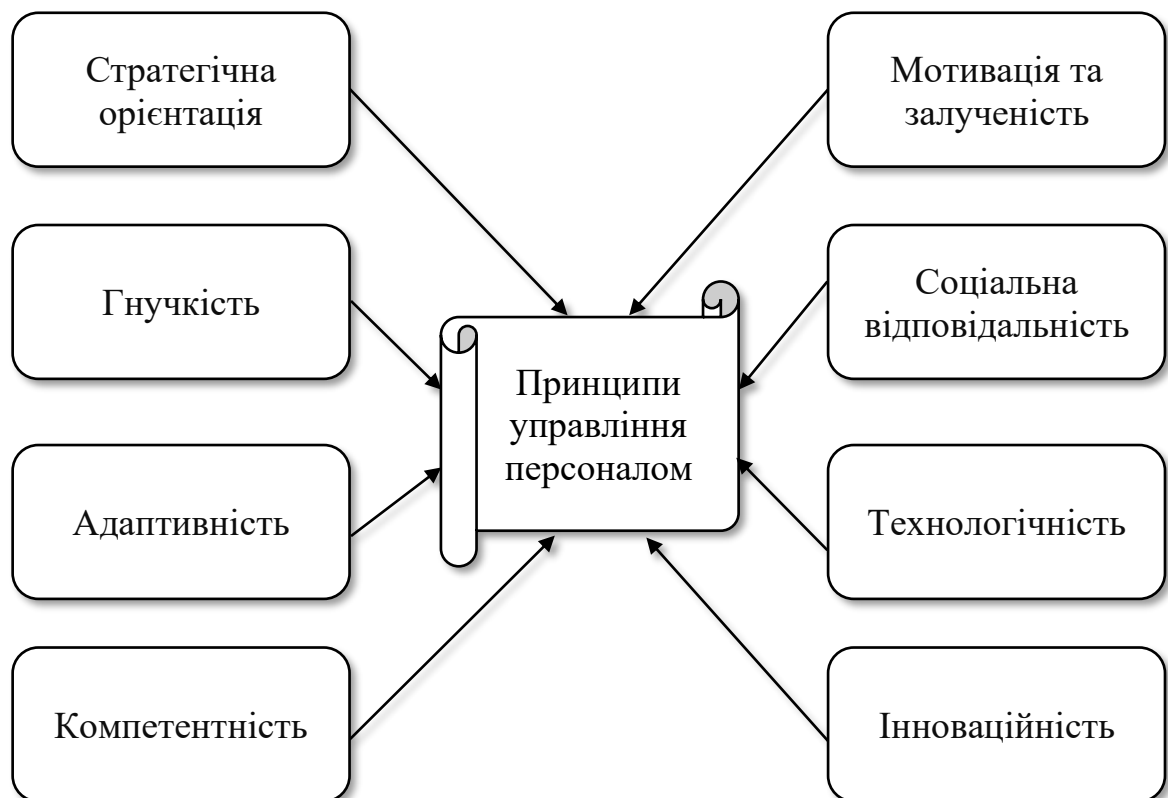 Стратегічна
орієнтація
Мотивація та
залученість
Гнучкість
Соціальна
відповідальність
Принципи
управління
персоналом
Адаптивність
Технологічність
Компетентність
Інноваційність